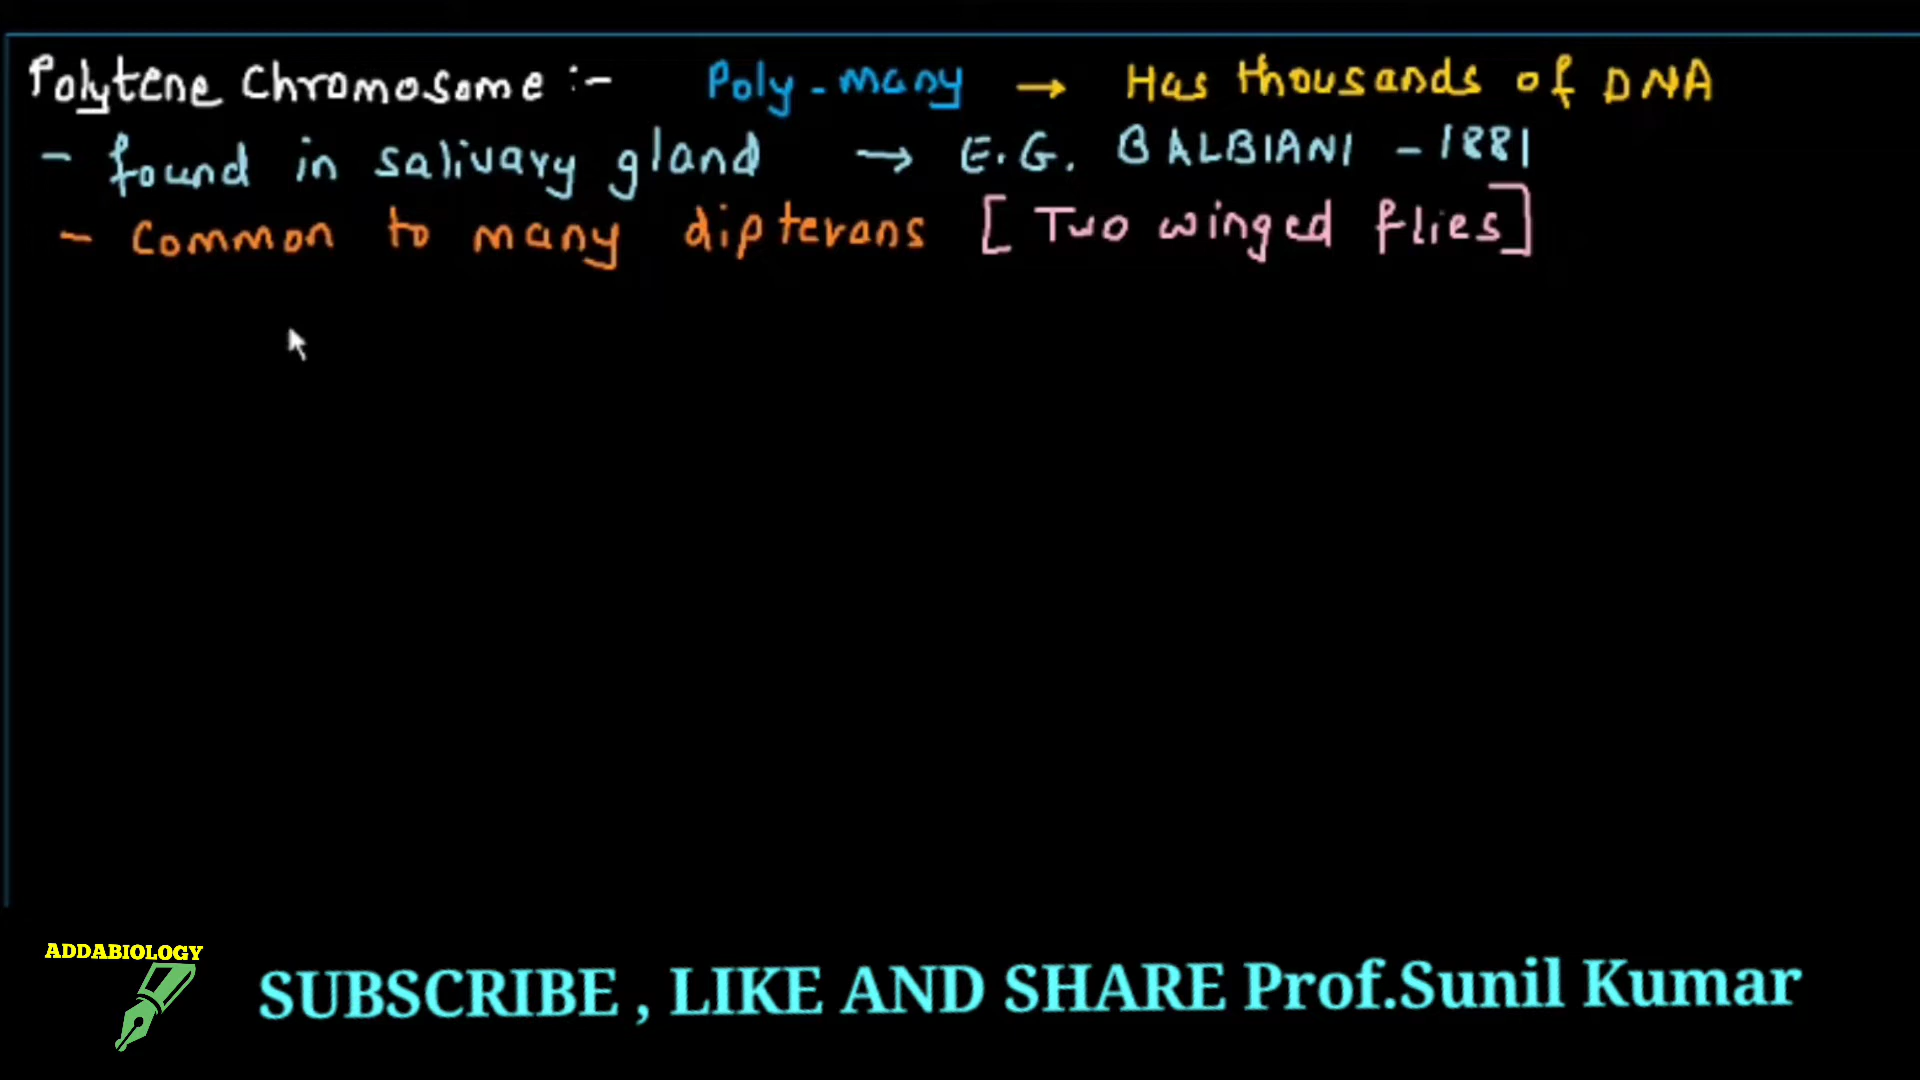 Polytene Chromosome :- Poly - many → Has thousands of DNA
- found in salivary gland → E.G. BALBIANI - 1881
- Common to many dipterans [Two winged flies]
ADDABIOLOGY
SUBSCRIBE , LIKE AND SHARE Prof.Sunil Kumar